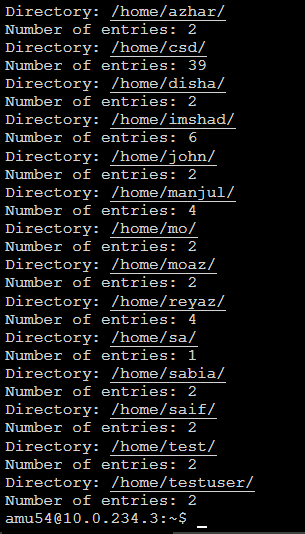 Directory: /home/azhar/
Number of entries: 2
Directory: /home/csd/
Number of entries: 39
Directory: /home/disha/
Number of entries: 2
Directory: /home/imshad/
Number of entries: 6
Directory: /home/john/
Number of entries: 2
Directory: /home/manjul/
Number of entries: 4
Directory: /home/mo/
Number of entries: 2
Directory: /home/moaz/
Number of entries: 2
Directory: /home/reyaz/
Number of entries: 4
Directory: /home/sa/
Number of entries: 1
Directory: /home/sabia/
Number of entries: 2
Directory: /home/saif/
Number of entries: 2
Directory: /home/test/
Number of entries: 2
Directory: /home/testuser/
Number of entries: 2
amu54@10.0.234.3:~$ _